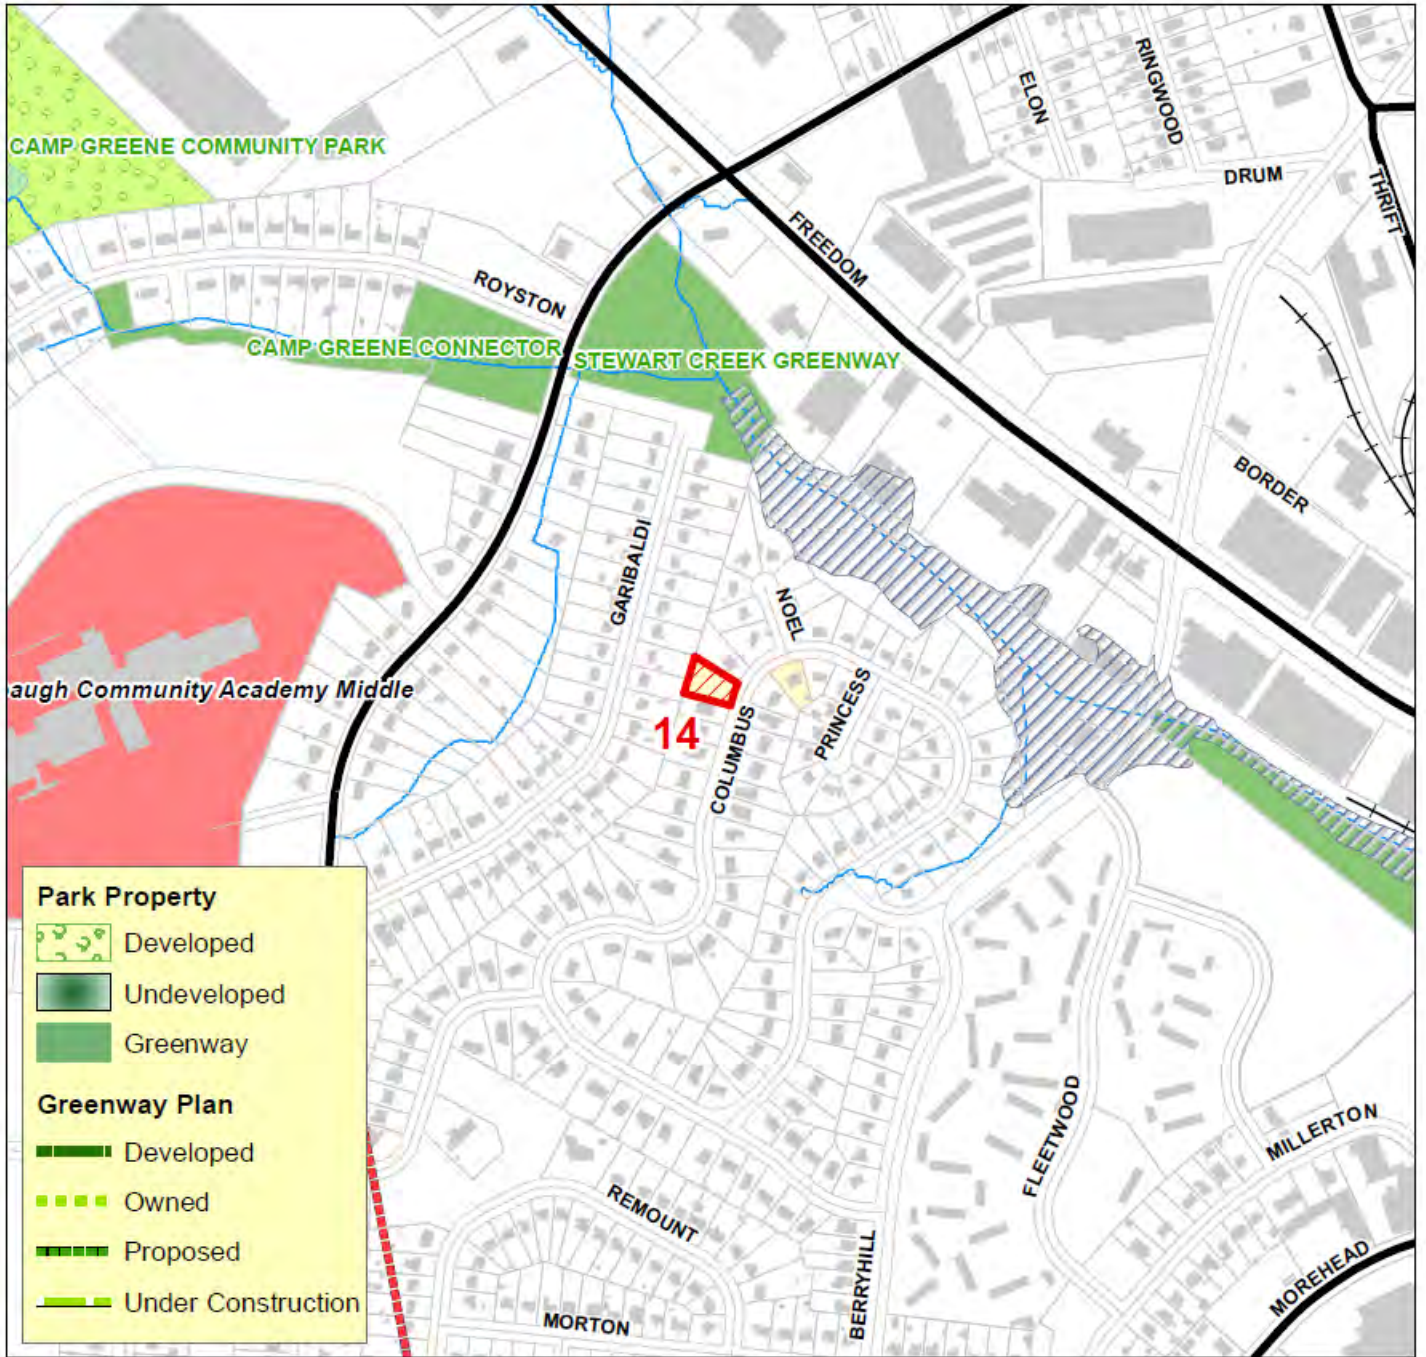 ELON
RINGWOOD
CAMP GREENE COMMUNITY PARK
DRUM
THRIFT
FREEDOM
ROYSTON
CAMP GREENE CONNECTOR
STEWART CREEK GREENWAY
BORDER
GARIBALDI
NOEL
PRINCESS
augh Community Academy Middle
14
COLUMBUS
Park Property
Developed
Undeveloped
Greenway
Greenway Plan
Developed
Owned
Proposed
Under Construction
FLEETWOOD
MILLERTON
REMOUNT
BERRYHILL
MOREHEAD
MORTON